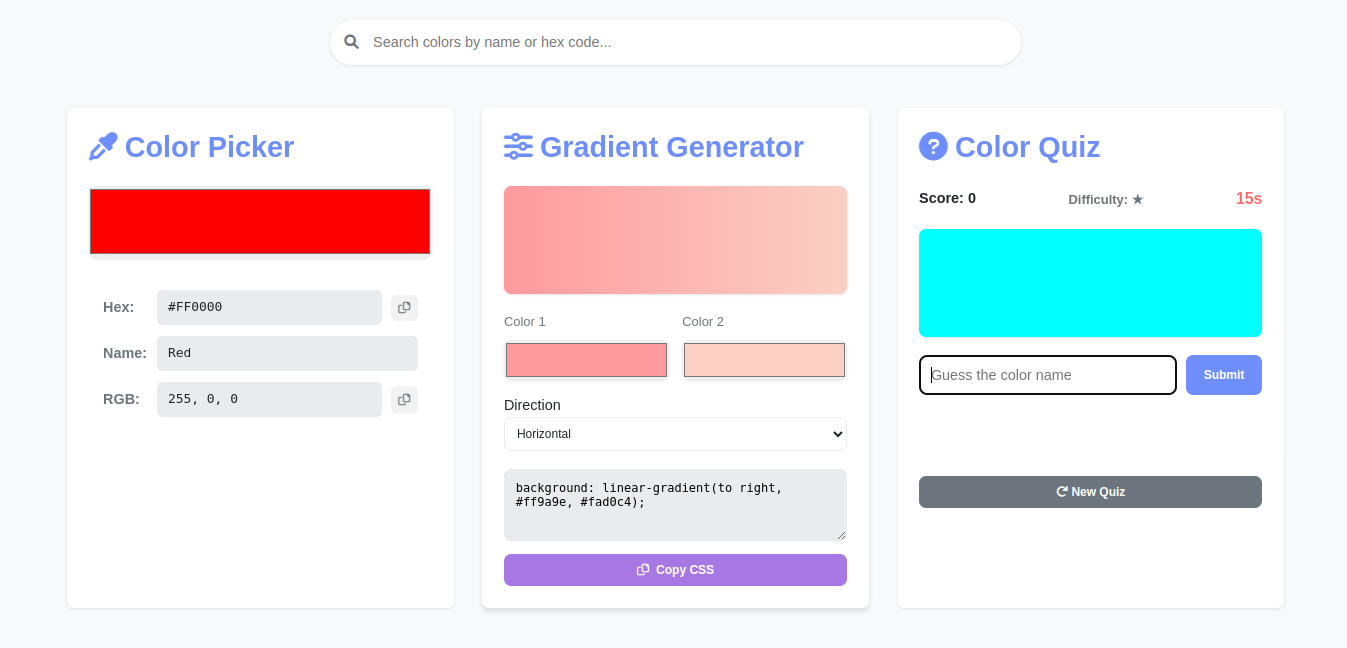 Search colors by name or hex code...
Color Picker
Hex:
#FF0000
Name:
Red
RGB:
255, 0, 0
Gradient Generator
Color 1
Color 2
Direction
Horizontal
background: linear-gradient(to right,
#ff9a9e, #fad0c4);
Copy CSS
Color Quiz
Score: 0
Difficulty: ★
15s
Guess the color name
Submit
New Quiz